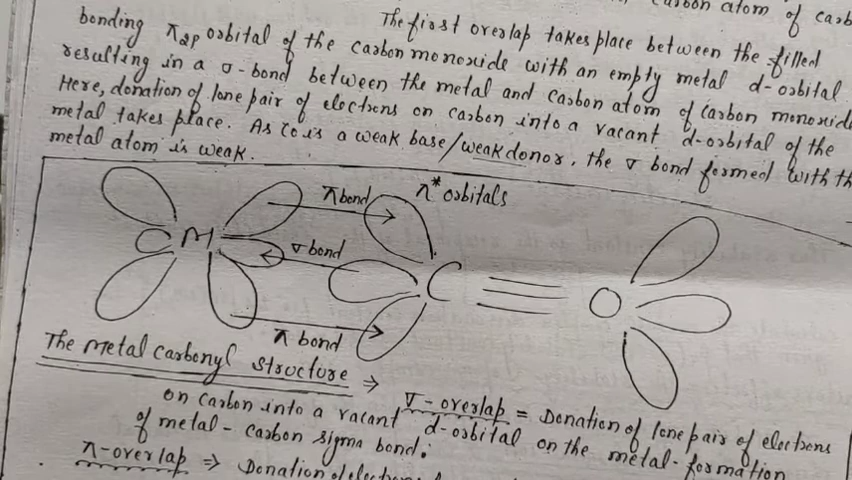 carbon atom of carb
The first overlap takes place between the filled
bonding π2p orbital of the carbon monoxide with an empty metal d-orbital
resulting in a σ-bond between the metal and carbon atom of carbon monoxide
Here, donation of lone pair of electrons on carbon into a vacant d-orbital of the
metal takes place. As CO is a weak base/weak donor, the σ bond formed with th
metal atom is weak.
π bond π* orbitals
M σ bond C O
π bond
The metal carbonyl structure ⇒ σ-overlap = Donation of lone pair of electrons
on carbon into a vacant d-orbital on the metal-formation
of metal-carbon sigma bond.
π-overlap ⇒ Donation of electrons